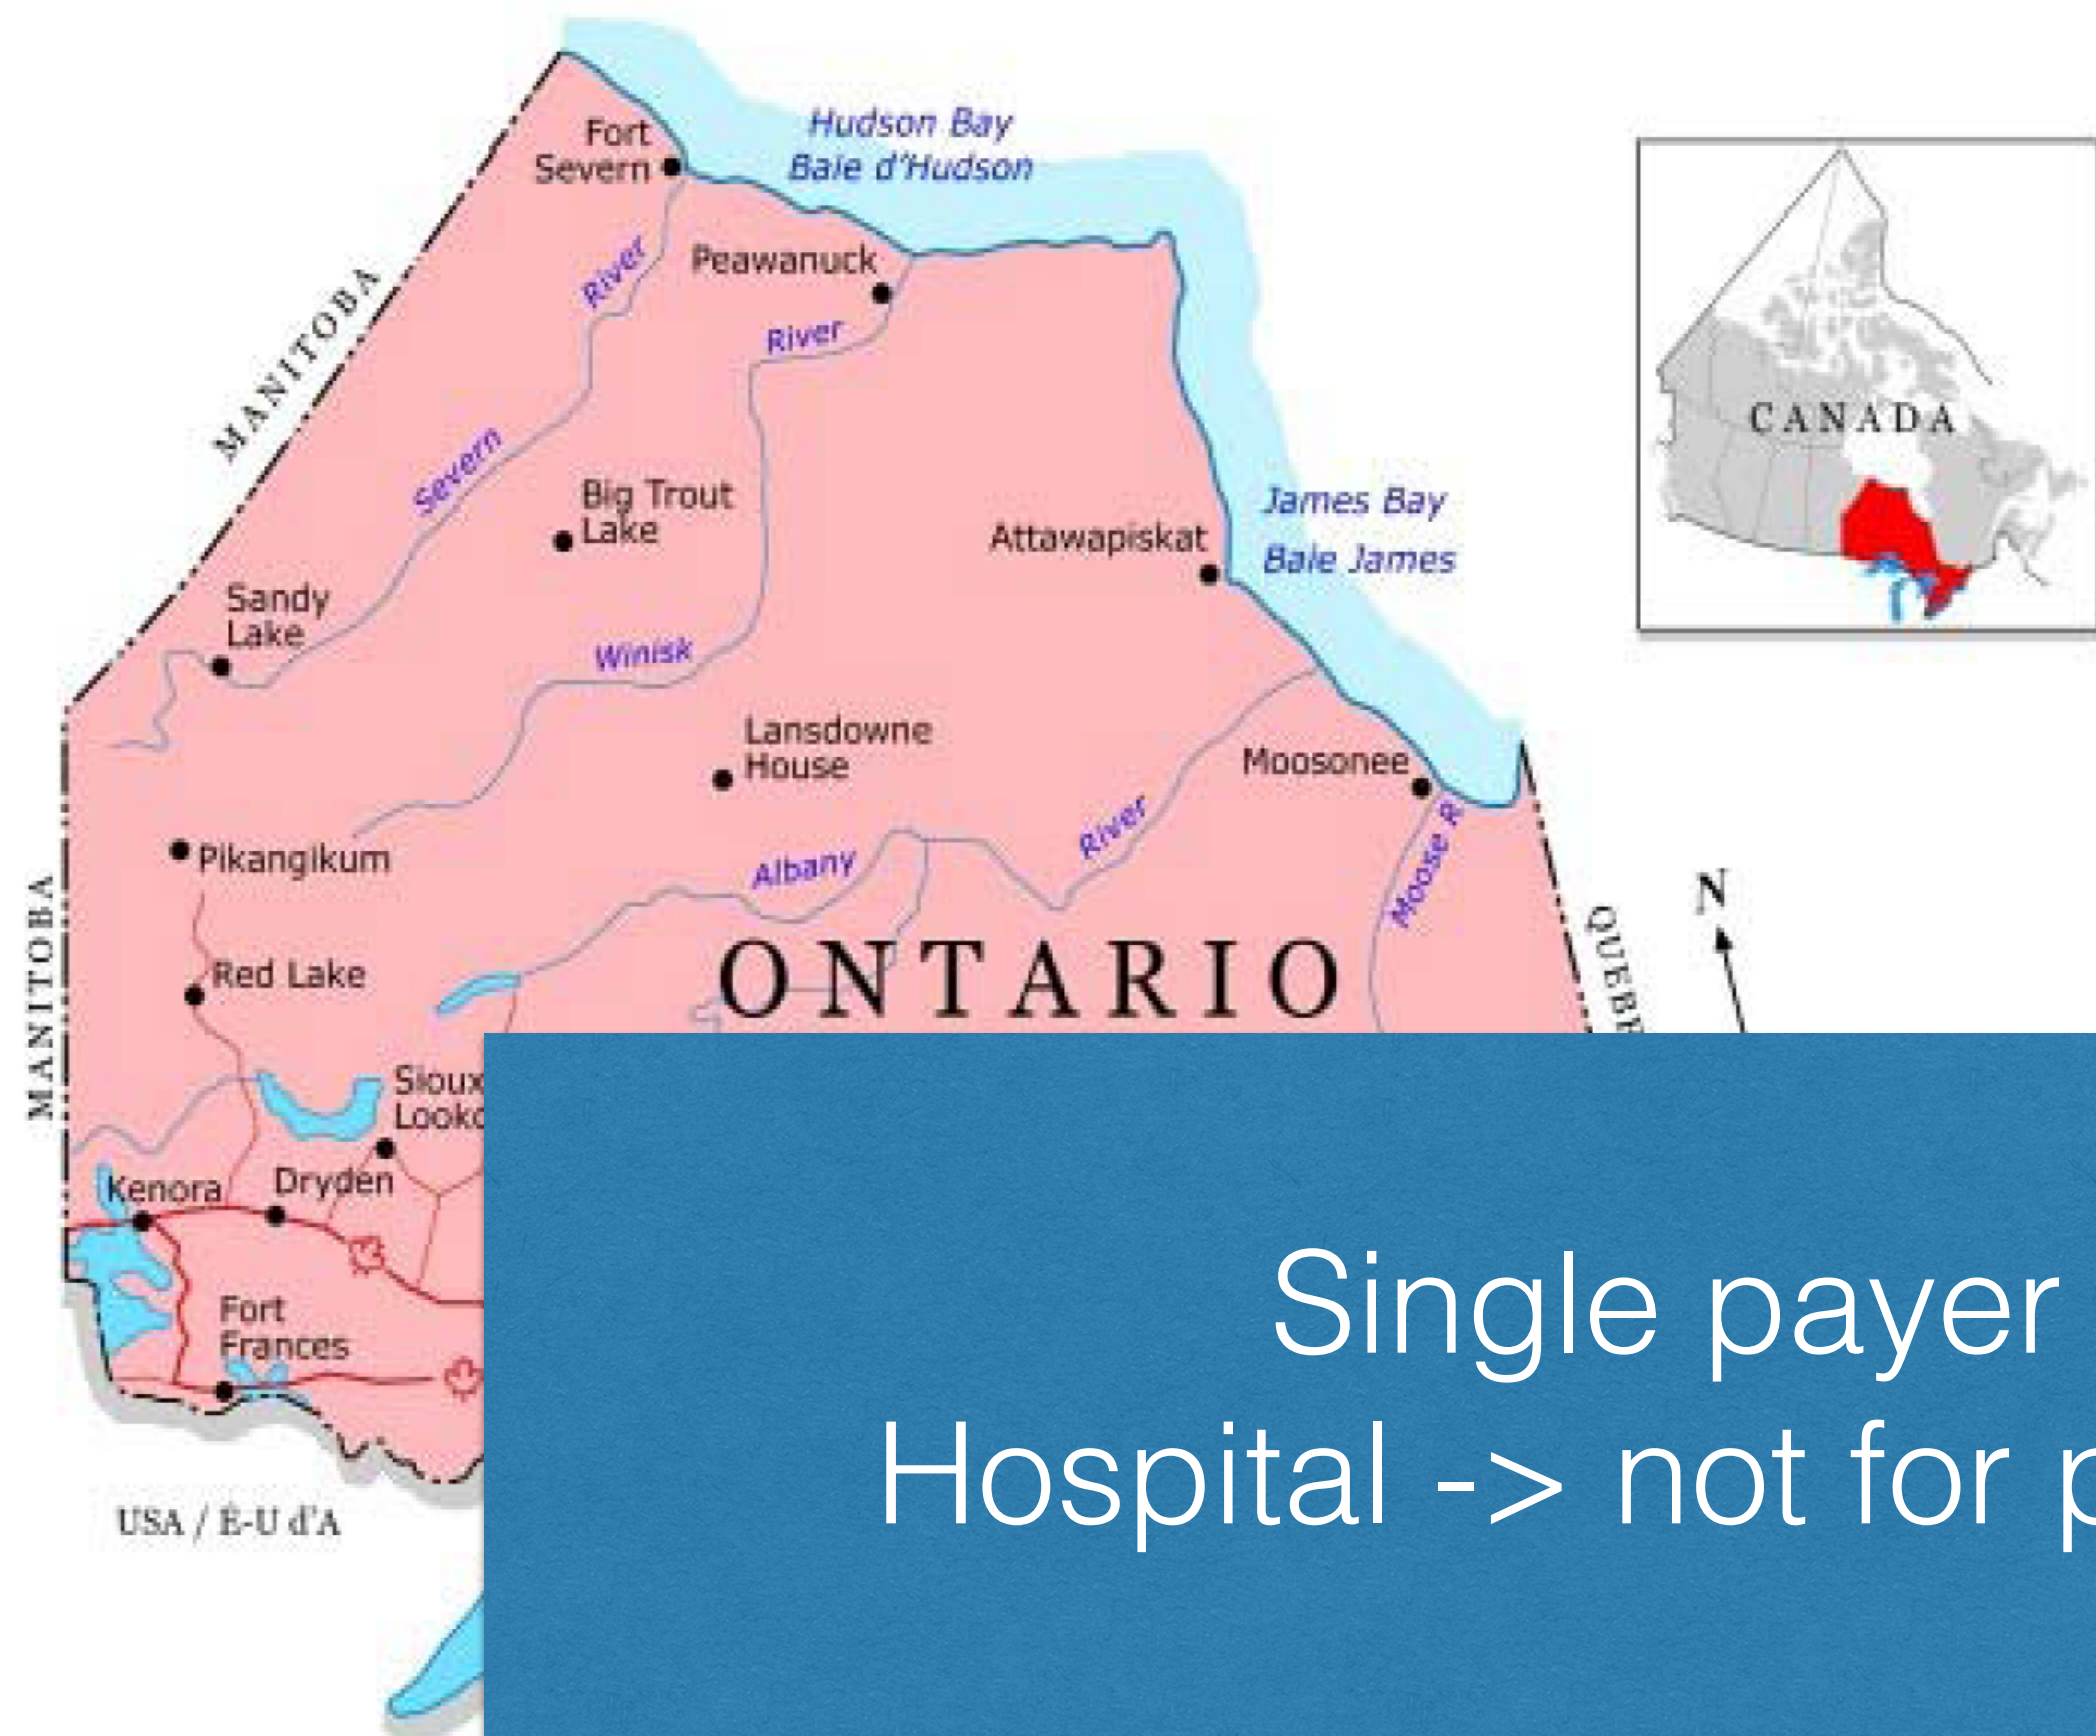 Hudson Bay
Baie d'Hudson
Fort
Severn
River
Peawanuck
River
MANITOBA
Severn
Big Trout
Lake
CANADA
James Bay
Baie James
Attawapiskat
Sandy
Lake
Winisk
Lansdowne
House
Moosonee
River
Moose R
Pikangikum
Albany
N
MANITOBA
Red Lake
ONTARIO
Sioux
Kenora
Dryden
Fort
Frances
Single payer
Hospital -> not for
USA / É-U d'A